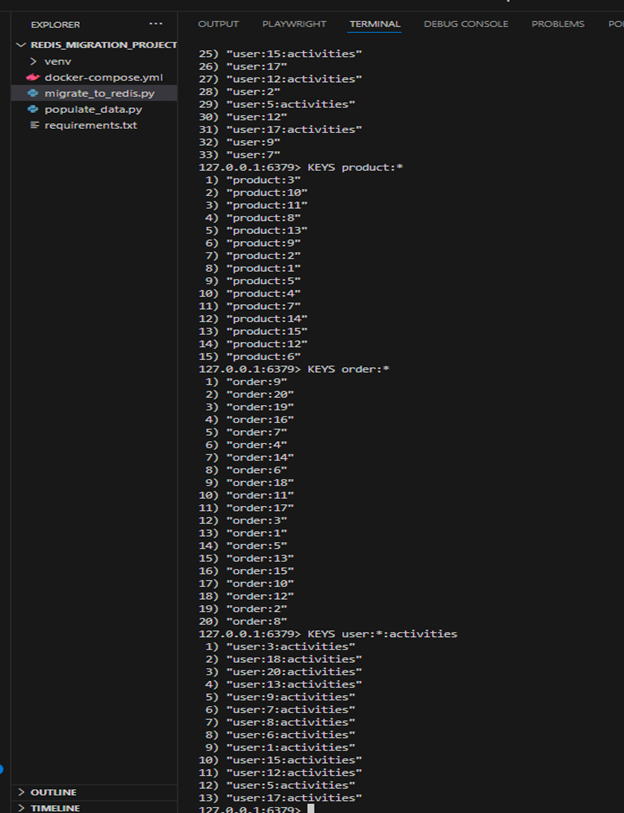 EXPLORER
REDIS_MIGRATION_PROJECT
venv
docker-compose.yml
migrate_to_redis.py
populate_data.py
requirements.txt
OUTLINE
TIMELINE
OUTPUT PLAYWRIGHT TERMINAL DEBUG CONSOLE PROBLEMS PO
25) "user:15:activities"
26) "user:17"
27) "user:12:activities"
28) "user:2"
29) "user:5:activities"
30) "user:12"
31) "user:17:activities"
32) "user:9"
33) "user:7"
127.0.0.1:6379> KEYS product:*
1) "product:3"
2) "product:10"
3) "product:11"
4) "product:8"
5) "product:13"
6) "product:9"
7) "product:2"
8) "product:1"
9) "product:5"
10) "product:4"
11) "product:7"
12) "product:14"
13) "product:15"
14) "product:12"
15) "product:6"
127.0.0.1:6379> KEYS order:*
1) "order:9"
2) "order:20"
3) "order:19"
4) "order:16"
5) "order:7"
6) "order:4"
7) "order:14"
8) "order:6"
9) "order:18"
10) "order:11"
11) "order:17"
12) "order:3"
13) "order:1"
14) "order:5"
15) "order:13"
16) "order:15"
17) "order:10"
18) "order:12"
19) "order:2"
20) "order:8"
127.0.0.1:6379> KEYS user:*:activities
1) "user:3:activities"
2) "user:18:activities"
3) "user:20:activities"
4) "user:13:activities"
5) "user:9:activities"
6) "user:7:activities"
7) "user:8:activities"
8) "user:6:activities"
9) "user:1:activities"
10) "user:15:activities"
11) "user:12:activities"
12) "user:5:activities"
13) "user:17:activities"
127.0.0.1:6379>